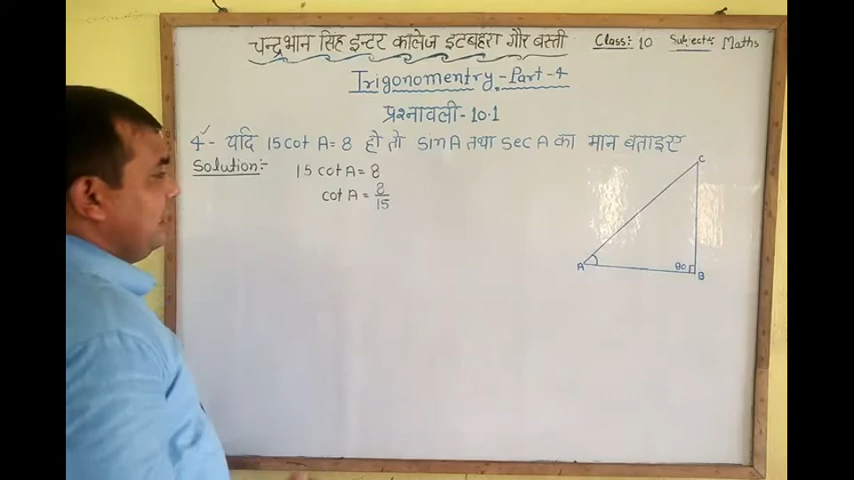 चन्द्रभान सिंह इन्टर कालेज इटबहरा गौर बस्ती
Class: 10 Subject: Maths
Trigonomentry - Part - 4
प्रश्नावली - 10.1
4 - यदि 15 cot A = 8 हो तो sin A तथा sec A का मान बताइए
Solution :-
15 cot A = 8
cot A = 8/15
C
A
90
B